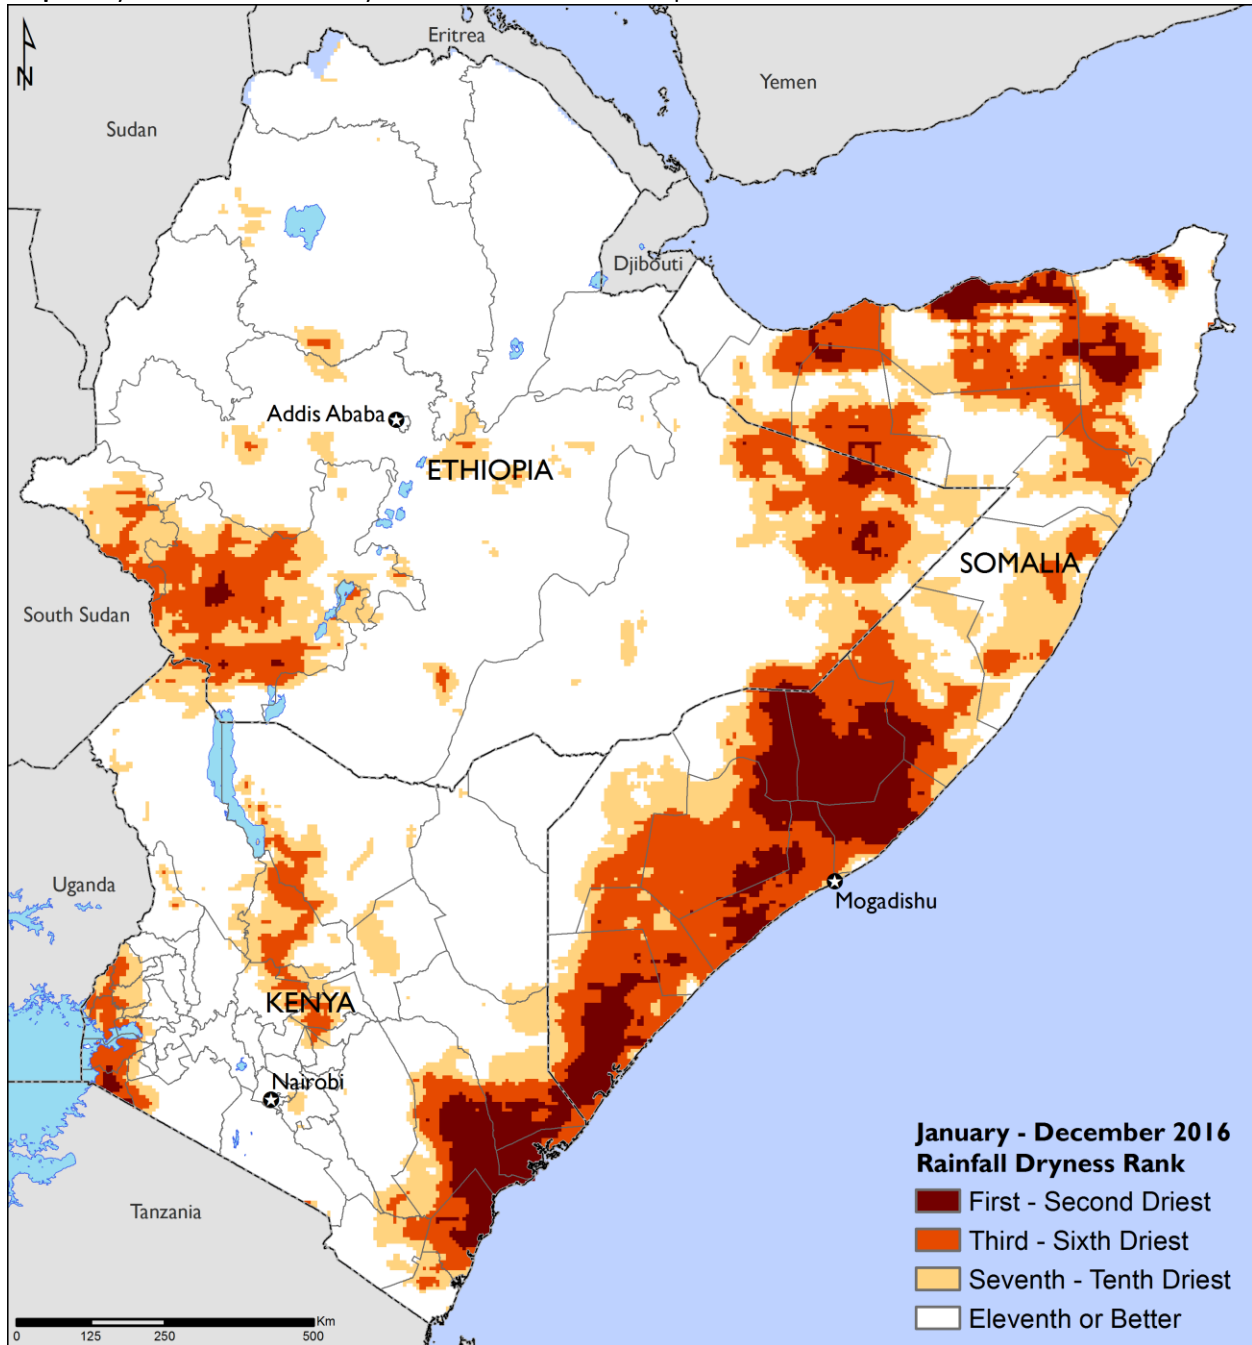 Eritrea
Yemen
N
Sudan
Djibouti
Addis Ababa
ETHIOPIA
SOMALIA
South Sudan
Uganda
Mogadishu
KENYA
Nairobi
Tanzania
January - December 2016
Rainfall Dryness Rank
First - Second Driest
Third - Sixth Driest
Seventh - Tenth Driest
Eleventh or Better
Km
0 125 250 500